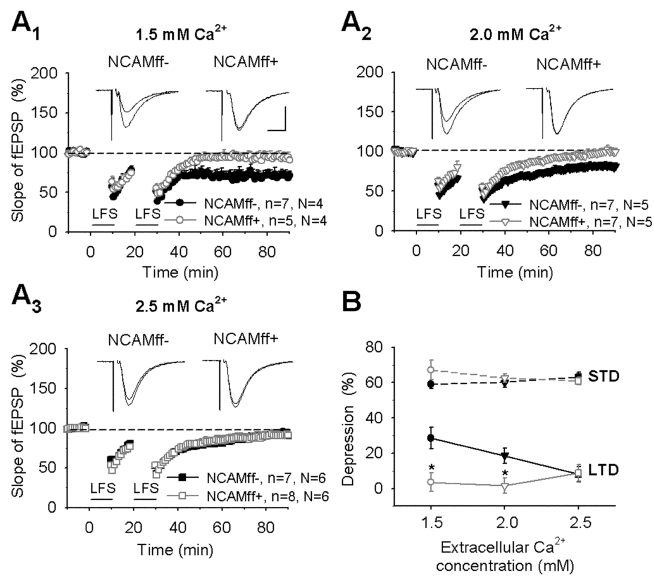 A1
1.5 mM Ca2+
NCAMff-
NCAMff+
Slope of fEPSP (%)
200
150
100
50
0
LFS
LFS
NCAMff-, n=7, N=4
NCAMff+, n=5, N=4
0 20 40 60 80
Time (min)
A2
2.0 mM Ca2+
NCAMff-
NCAMff+
200
150
100
50
0
LFS
LFS
NCAMff-, n=7, N=5
NCAMff+, n=7, N=5
0 20 40 60 80
Time (min)
A3
2.5 mM Ca2+
NCAMff-
NCAMff+
Slope of fEPSP (%)
200
150
100
50
0
LFS
LFS
NCAMff-, n=7, N=6
NCAMff+, n=8, N=6
0 20 40 60 80
Time (min)
B
Depression (%)
80
60
40
20
0
STD
LTD
* *
1.5 2.0 2.5
Extracellular Ca2+
concentration (mM)